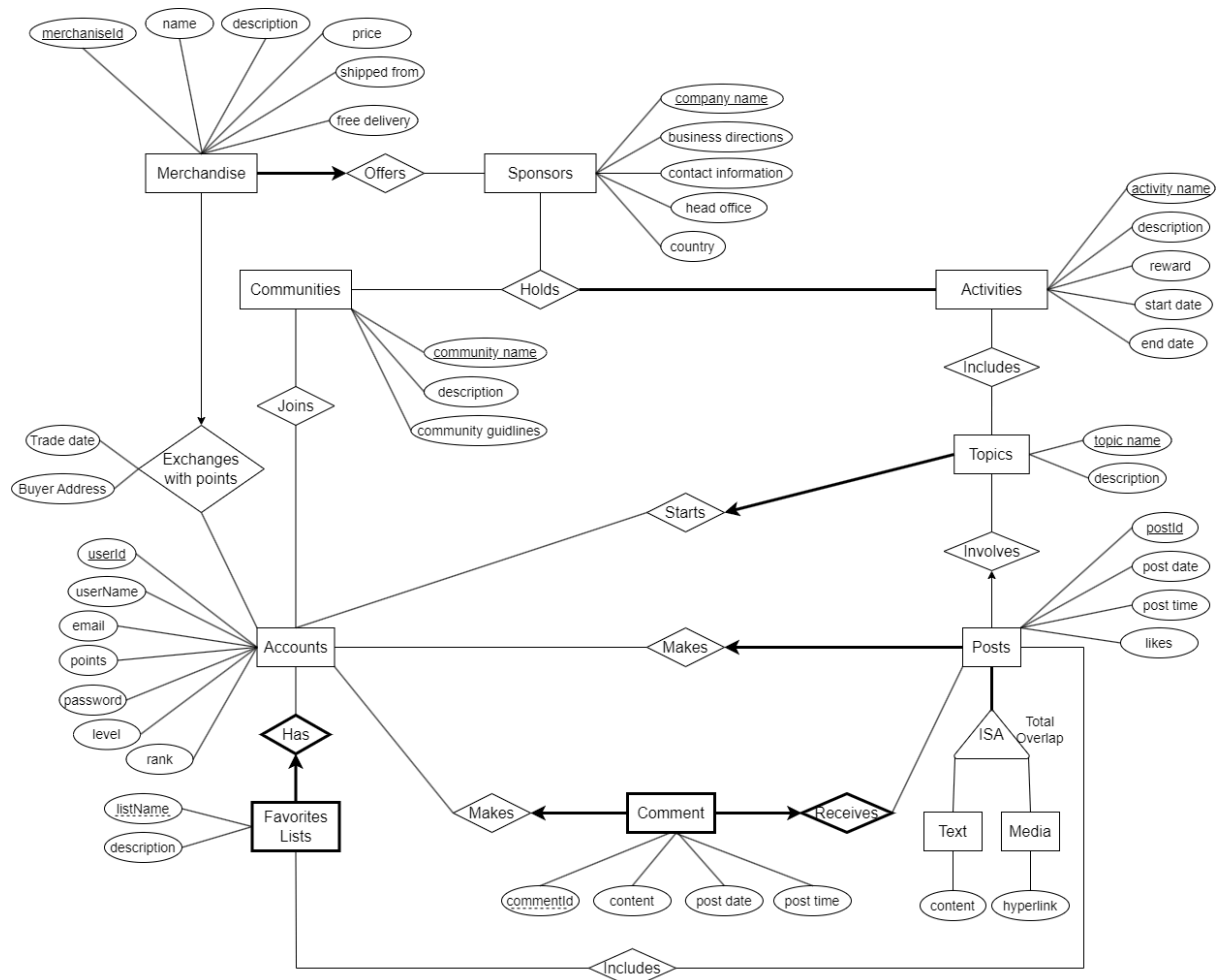 merchaniseId
name
description
price
shipped from
free delivery
Merchandise
Offers
Sponsors
company name
business directions
contact information
head office
country
Communities
Holds
Activities
activity name
description
reward
start date
end date
community name
description
community guidlines
Joins
Includes
Trade date
Buyer Address
Exchanges
with points
Topics
topic name
description
Starts
Involves
userId
userName
email
points
password
level
rank
Accounts
Makes
Posts
postId
post date
post time
likes
Has
ISA
Total
Overlap
listName
description
Favorites
Lists
Makes
Comment
Receives
Text
Media
commentId
content
post date
post time
content
hyperlink
Includes